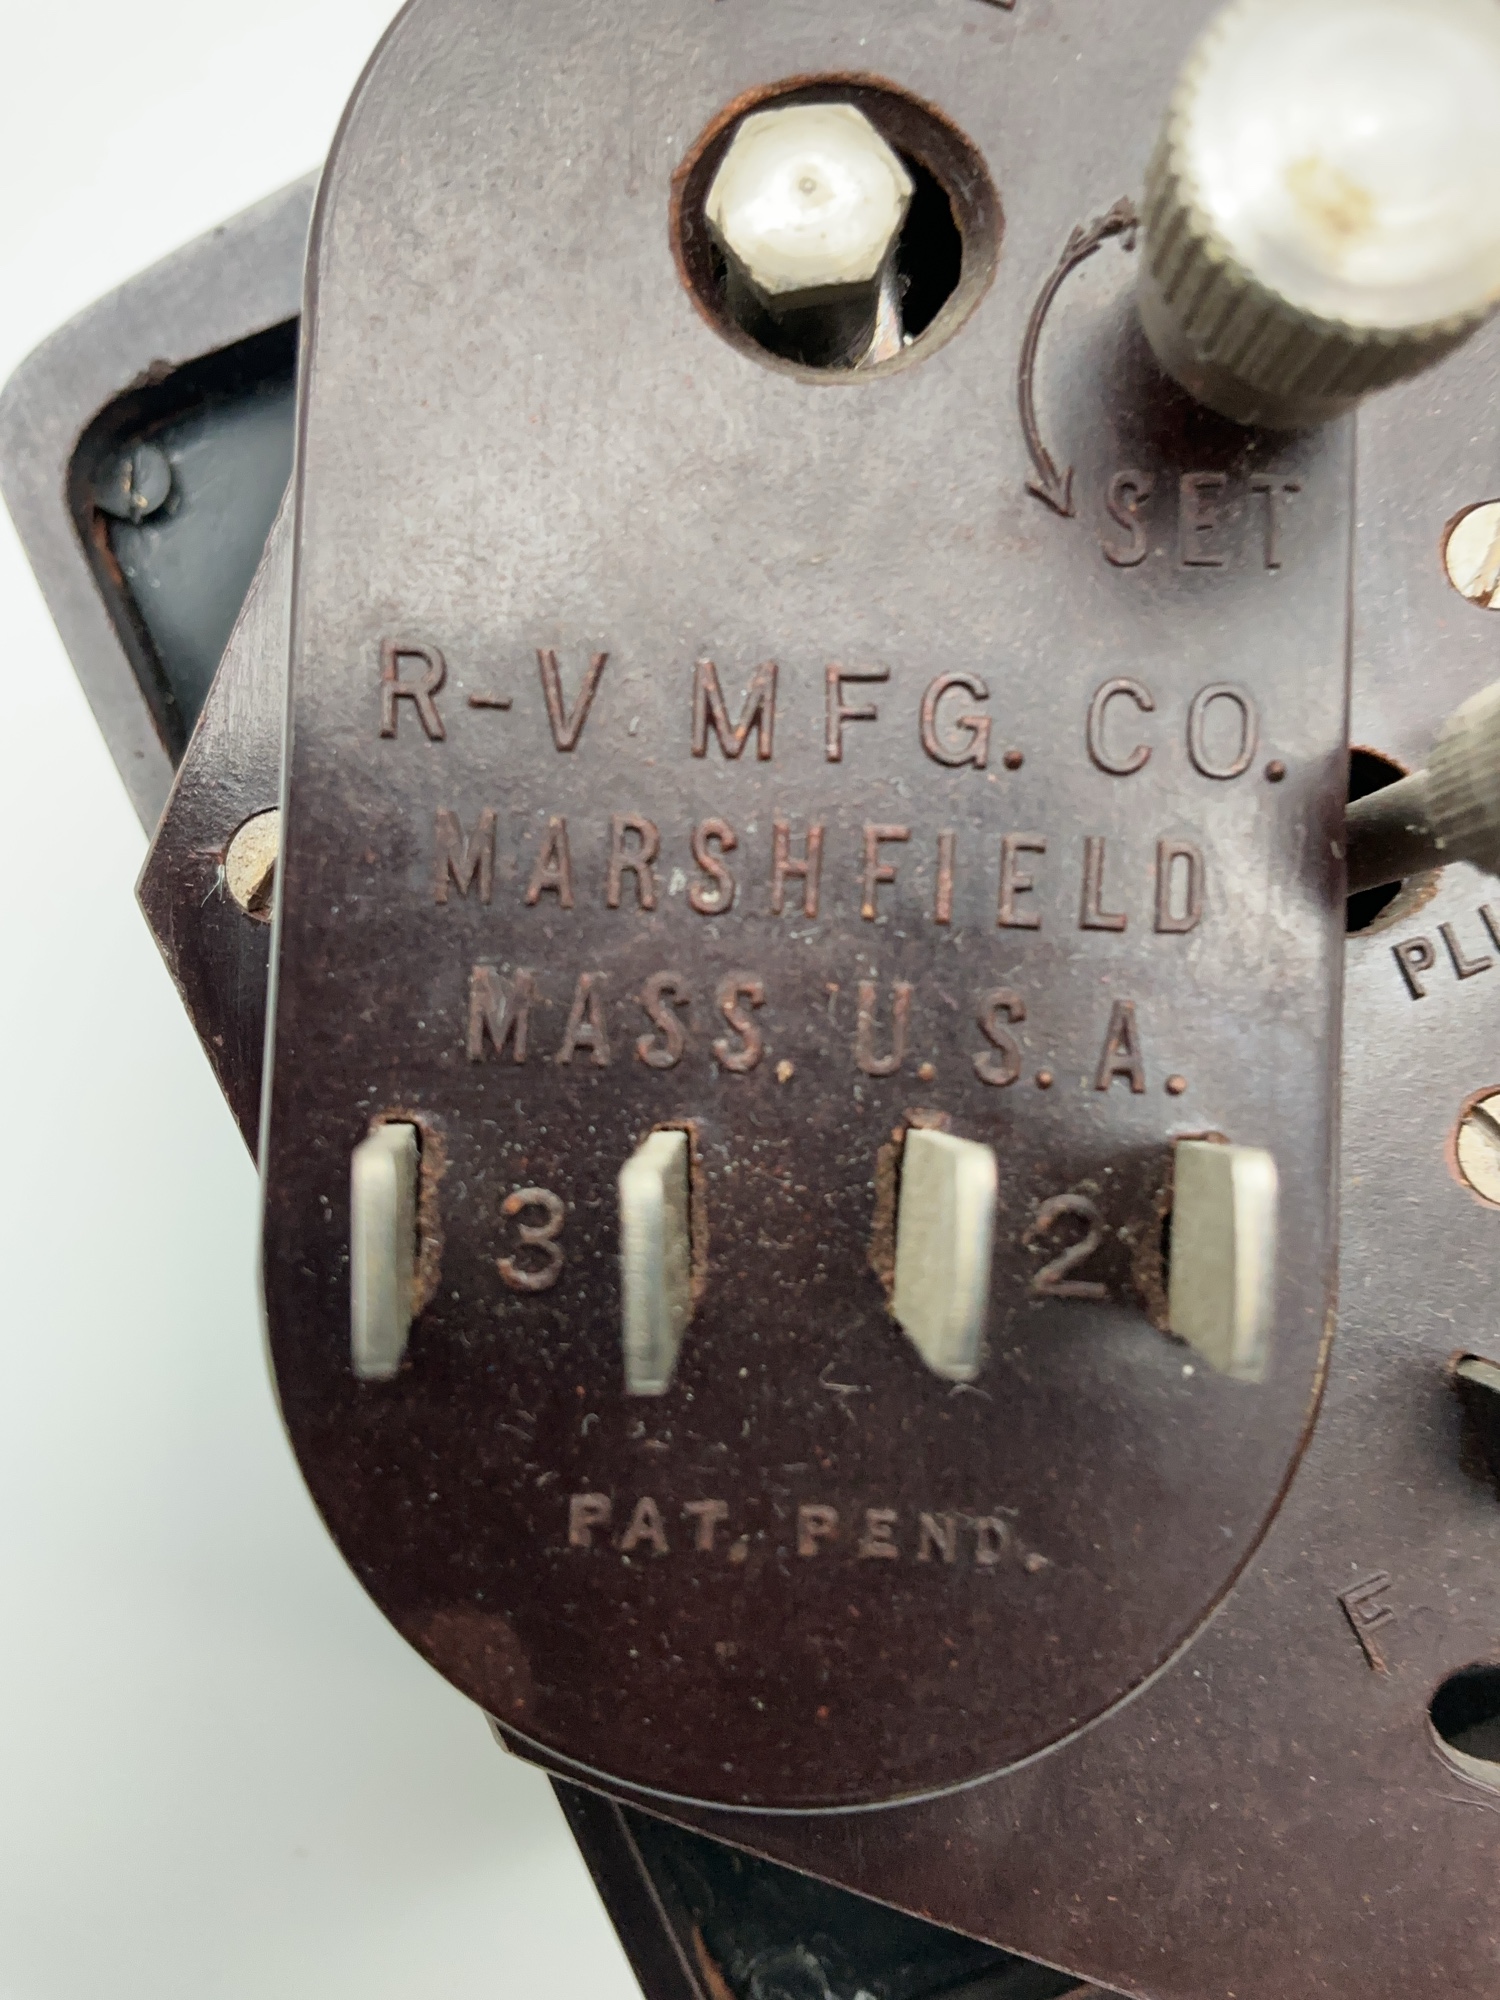 SET
R-V MFG. CO.
MARSHFIELD
MASS. U.S.A.
3 2
PAT. PEND.
F